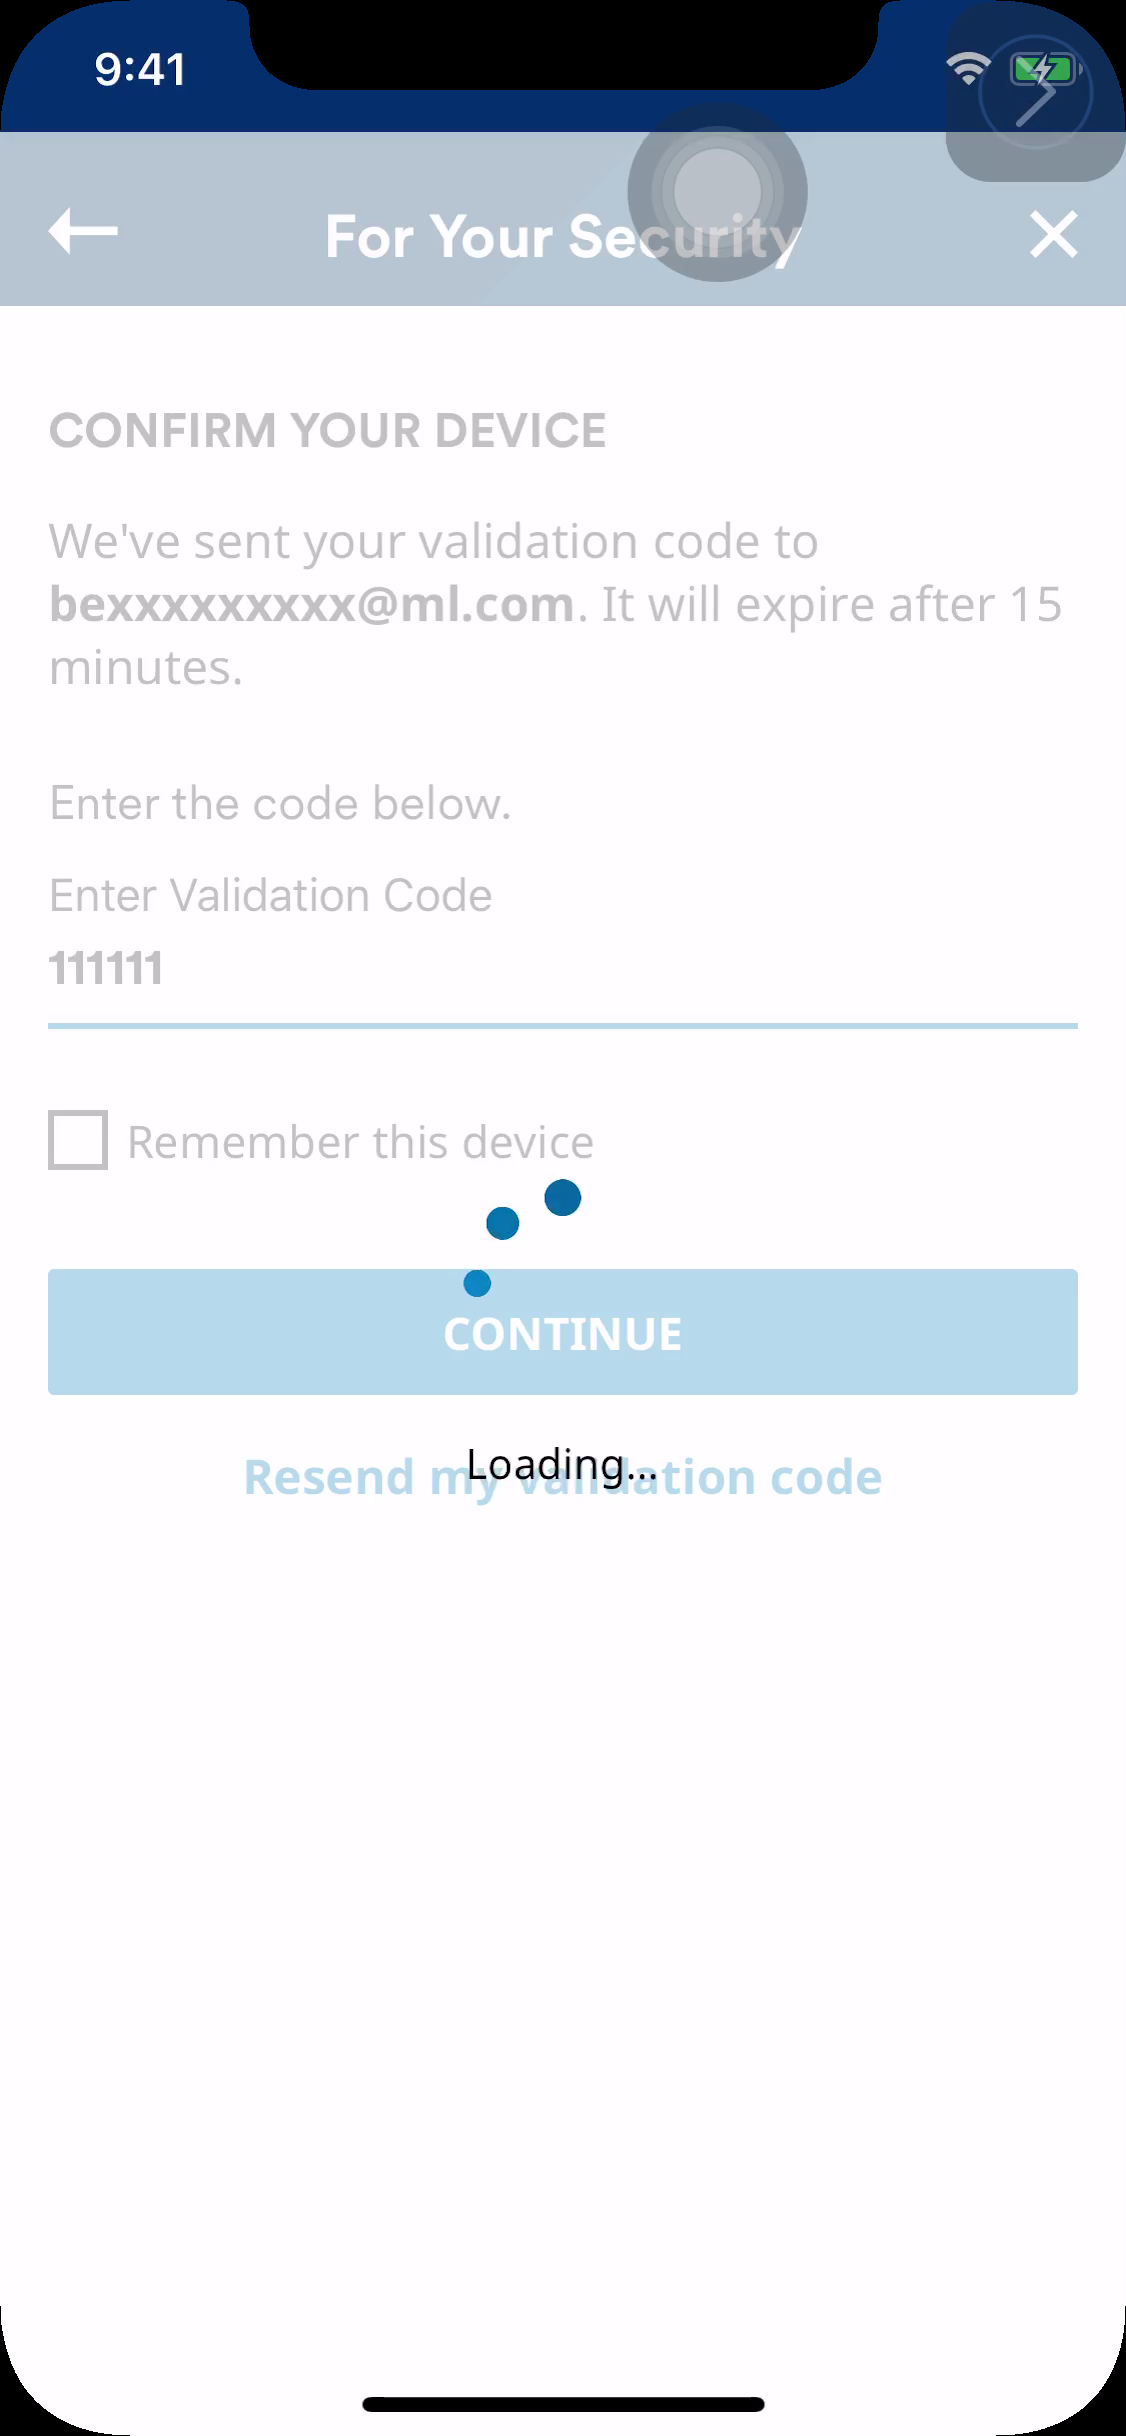 9:41
For Your Security
CONFIRM YOUR DEVICE
We've sent your validation code to
bexxxxxxxxx@ml.com. It will expire after 15
minutes.
Enter the code below.
Enter Validation Code
111111
Remember this device
CONTINUE
Loading...
Resend my validation code